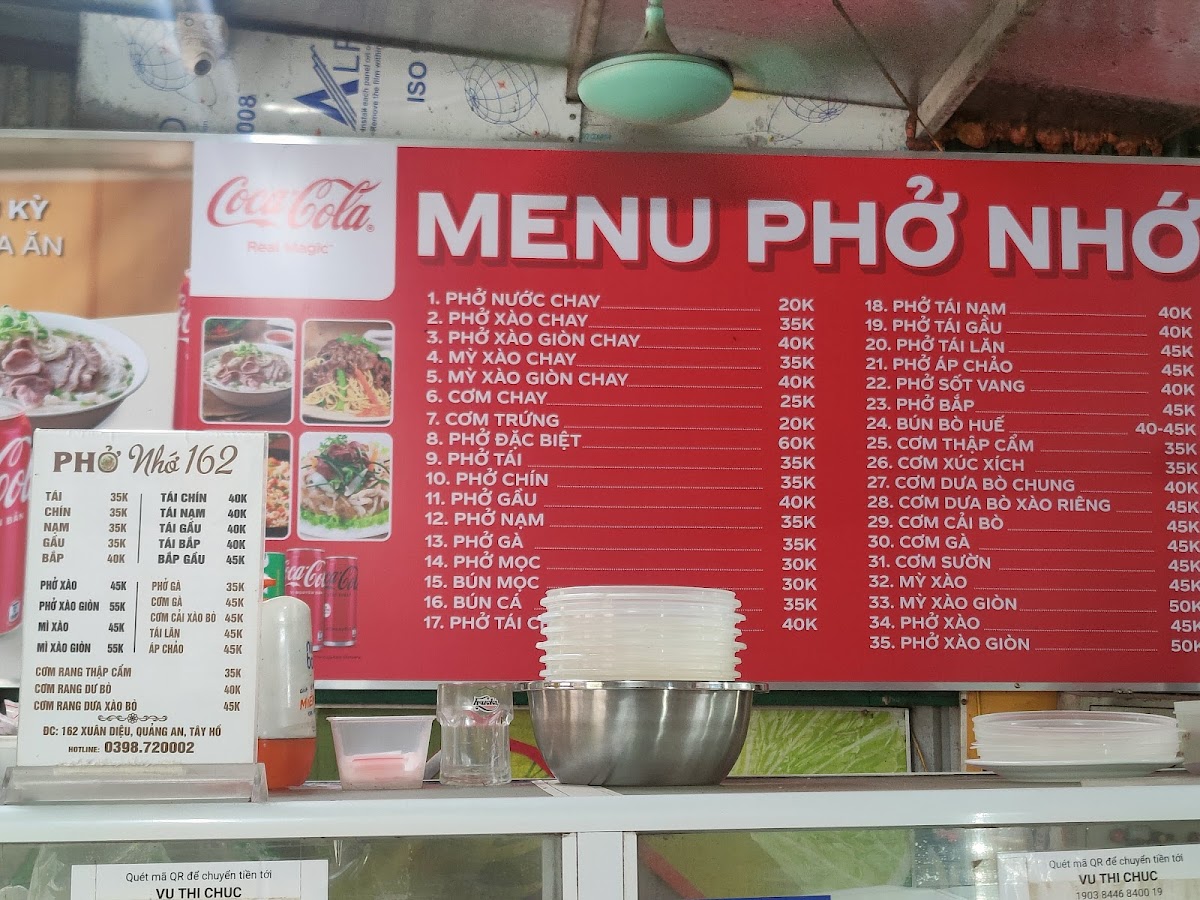 ISO
008
KỲ
A ĂN
Coca-Cola
Real Magic
MENU PHỞ NHỚ
1. PHỞ NƯỚC CHAY 20K
2. PHỞ XÀO CHAY 35K
3. PHỞ XÀO GIÒN CHAY 40K
4. MỲ XÀO CHAY 35K
5. MỲ XÀO GIÒN CHAY 40K
6. CƠM CHAY 25K
7. CƠM TRỨNG 20K
8. PHỞ ĐẶC BIỆT 60K
9. PHỞ TÁI 35K
10. PHỞ CHÍN 35K
11. PHỞ GẦU 40K
12. PHỞ NẠM 35K
13. PHỞ GÀ 35K
14. PHỞ MỌC 30K
15. BÚN MỌC 30K
16. BÚN CÁ 35K
17. PHỞ TÁI C 40K
18. PHỞ TÁI NẠM 40K
19. PHỞ TÁI GẦU 40K
20. PHỞ TÁI LĂN 45K
21. PHỞ ÁP CHẢO 45K
22. PHỞ SỐT VANG 40K
23. PHỞ BẮP 45K
24. BÚN BÒ HUẾ 40-45K
25. CƠM THẬP CẨM 35K
26. CƠM XÚC XÍCH 35K
27. CƠM DƯA BÒ CHUNG 40K
28. CƠM DƯA BÒ XÀO RIÊNG 45K
29. CƠM CẢI BÒ 45K
30. CƠM GÀ 45K
31. CƠM SƯỜN 45K
32. MỲ XÀO 45K
33. MỲ XÀO GIÒN 50K
34. PHỞ XÀO 45K
35. PHỞ XÀO GIÒN 50K
PHỞ Nhớ 162
TÁI 35K TÁI CHÍN 40K
CHÍN 35K TÁI NẠM 40K
NẠM 35K TÁI GẦU 40K
GẦU 35K TÁI BẮP 40K
BẮP 40K BẮP GẦU 45K
PHỞ XÀO 45K
PHỞ XÀO GIÒN 55K
MÌ XÀO 45K
MÌ XÀO GIÒN 55K
PHỞ GÀ 35K
CƠM GÀ 45K
CƠM CẢI XÀO BÒ 45K
TÁI LĂN 45K
ÁP CHẢO 45K
CƠM RANG THẬP CẨM 35K
CƠM RANG DƯ BÒ 40K
CƠM RANG DƯA XÀO BÒ 45K
ĐC: 162 XUÂN DIỆU, QUẢNG AN, TÂY HỒ
HOTLINE: 0398.720002
Quét mã QR để chuyển tiền tới
VU THI CHUC
Quét mã QR để chuyển tiền tới
VU THI CHUC
1903 8446 8400 19